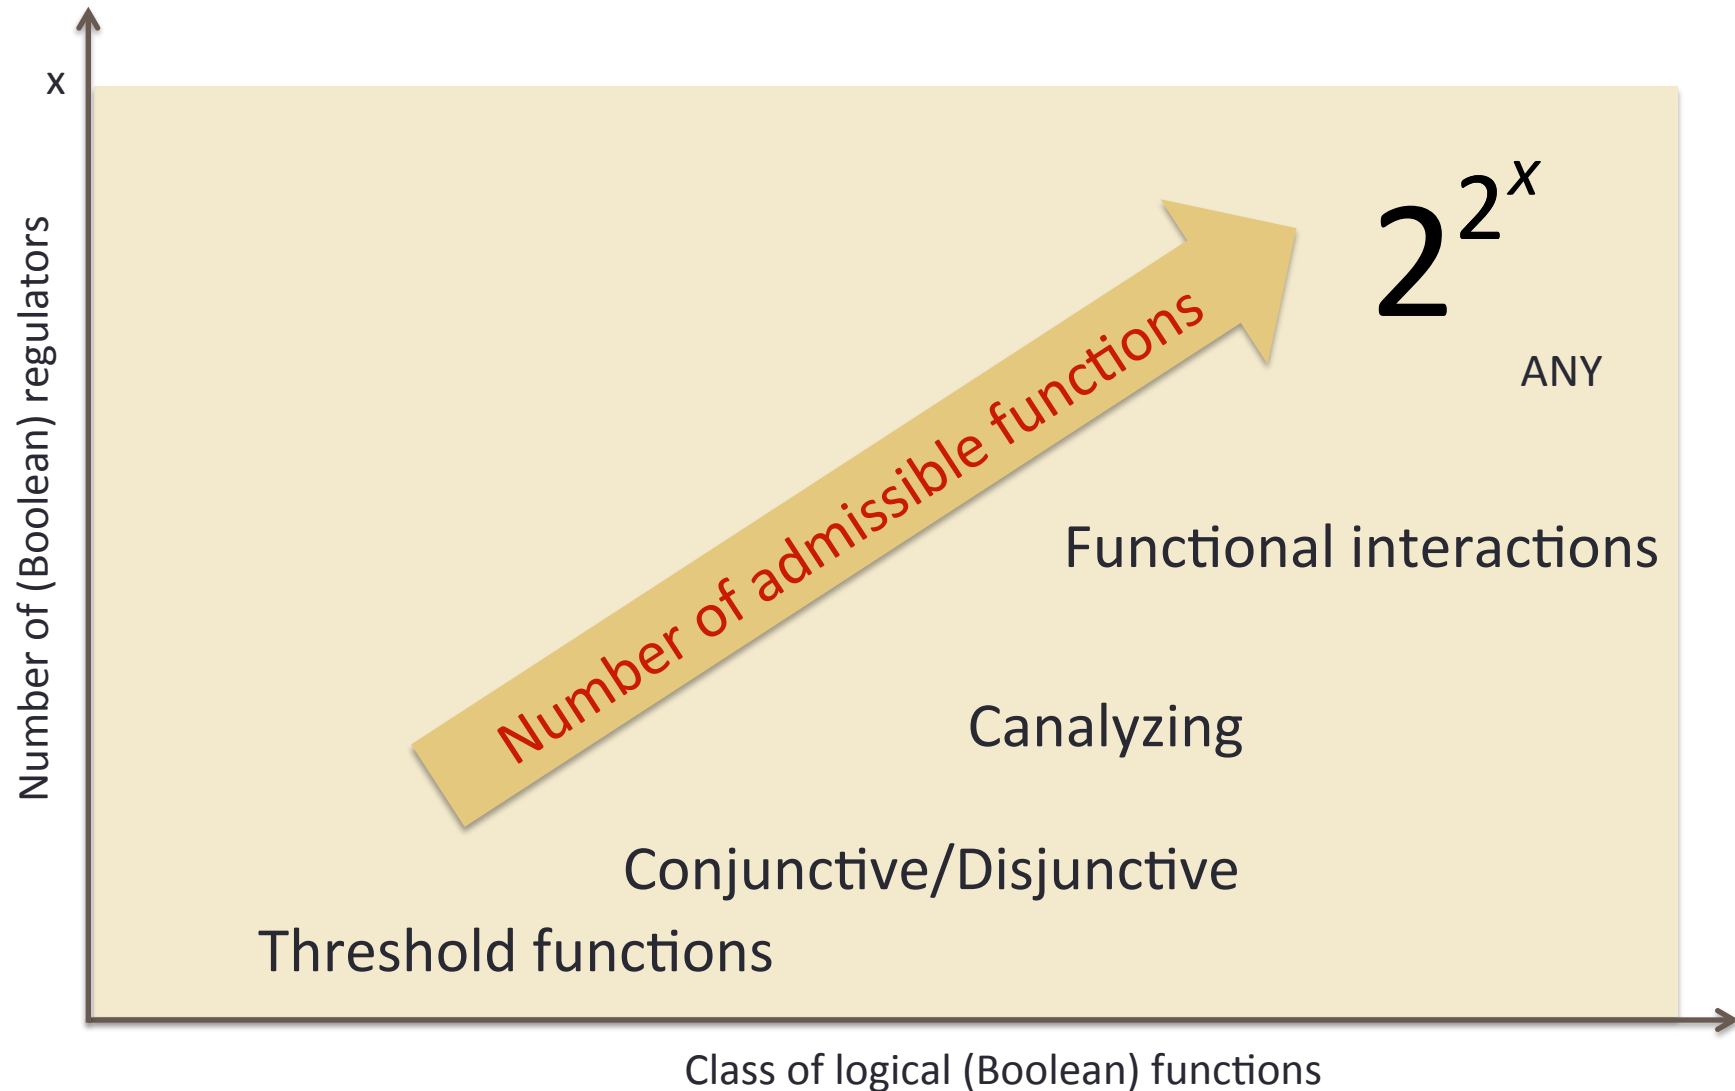 x
2^2^x
Number of (Boolean) regulators
Number of admissible functions
ANY
Functional interactions
Canalyzing
Conjunctive/Disjunctive
Threshold functions
Class of logical (Boolean) functions